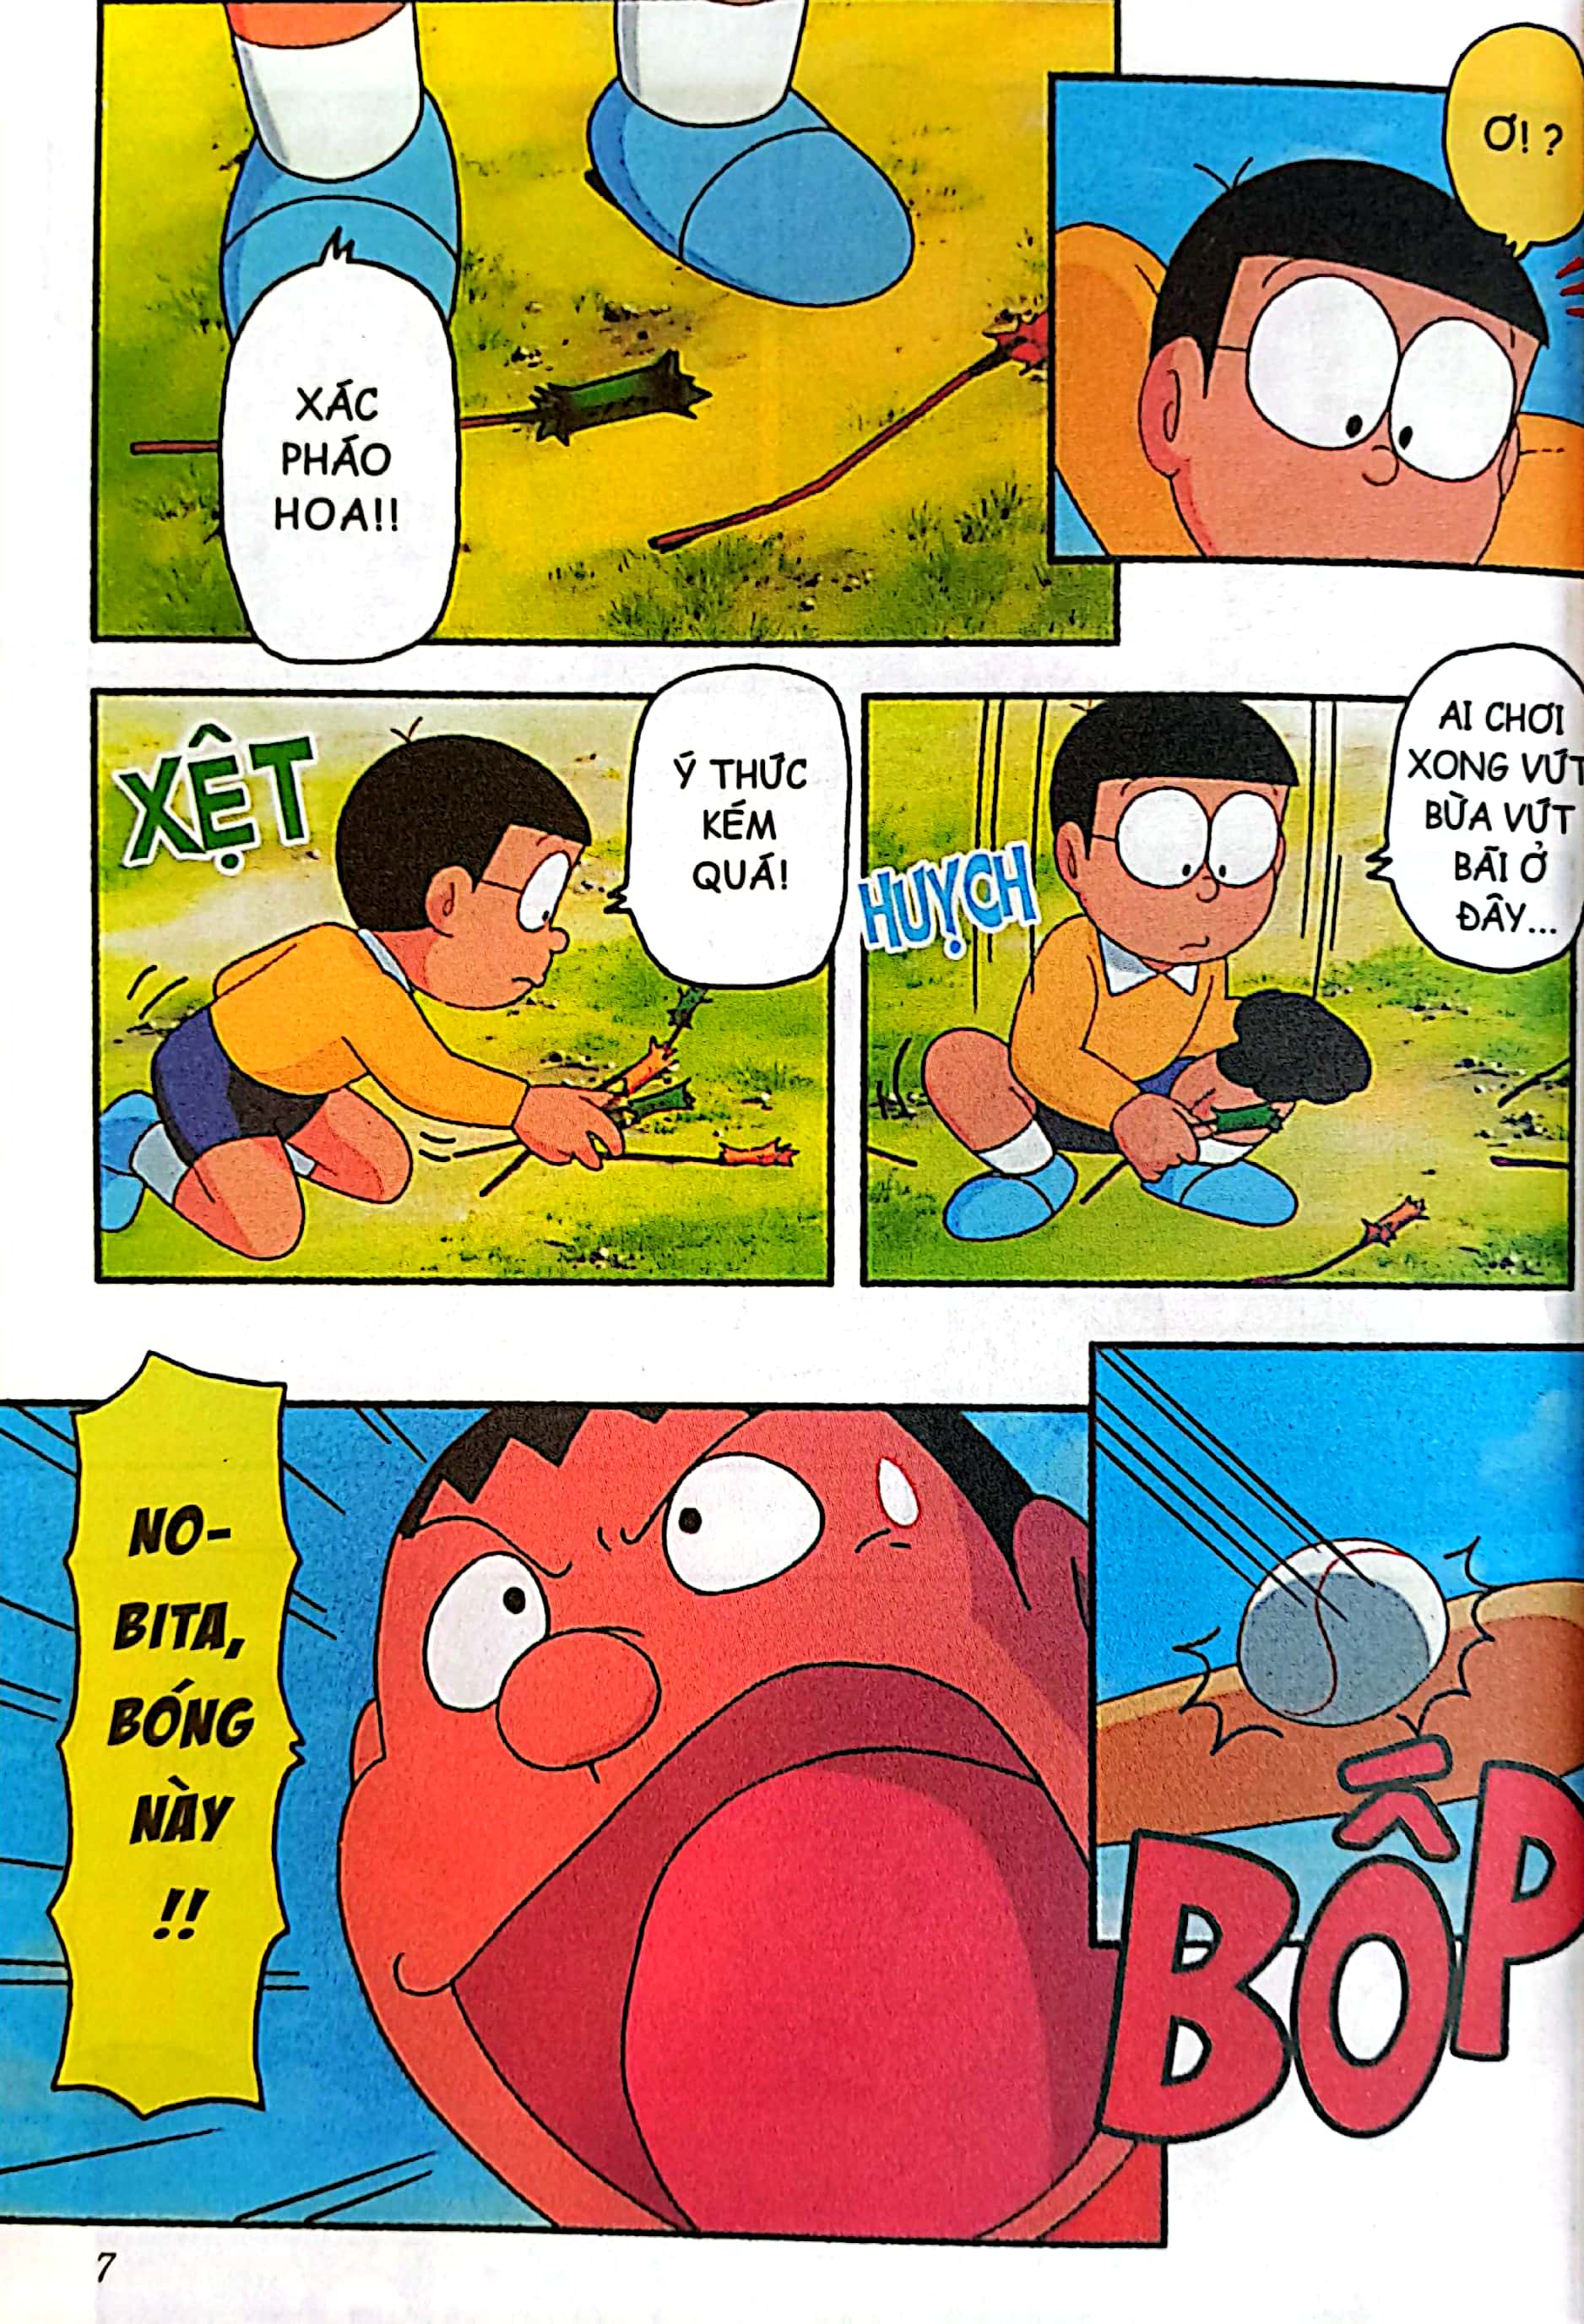 Ơ!?
XÁC
PHÁO
HOA!!
AI CHƠI
XONG VỨT
BỪA VỨT
BÃI Ở
ĐÂY...
HUỴCH
Ý THỨC
KÉM
QUÁ!
XỆT
BỐP
NO-
BITA,
BÓNG
NÀY
!!
7